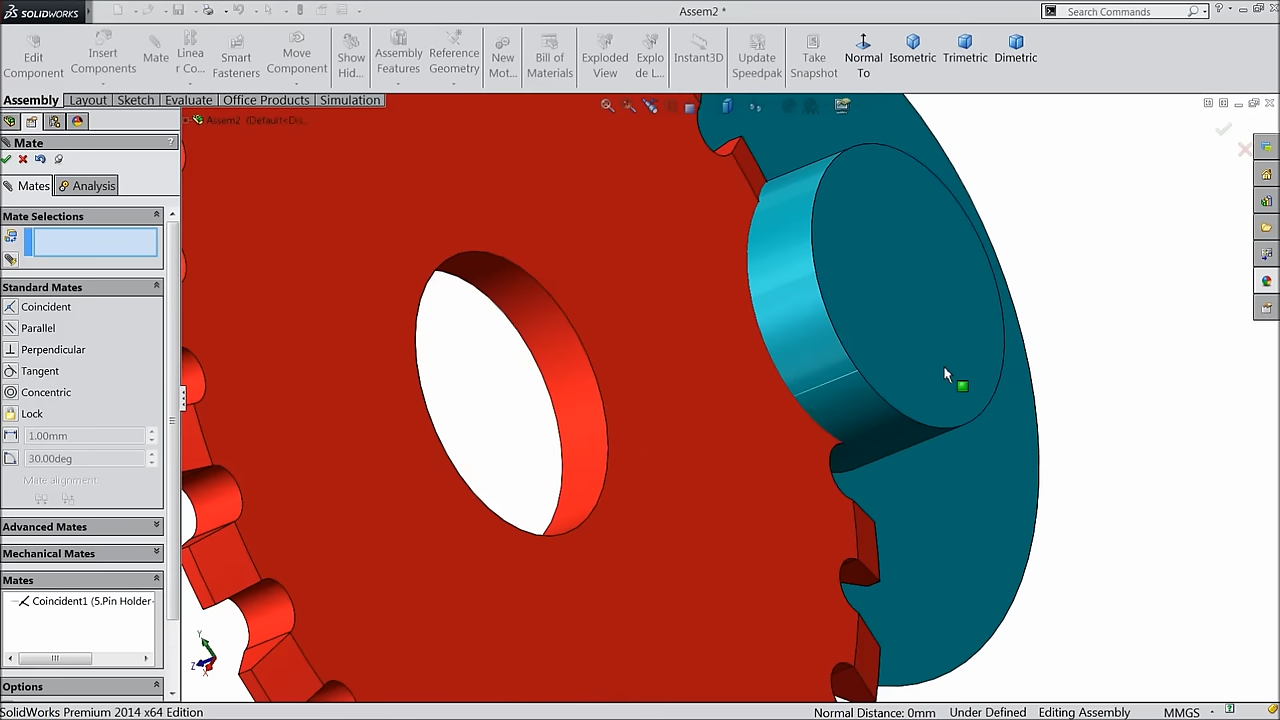 SOLIDWORKS
Assem2 *
Search Commands
Edit Component
Insert Components
Mate
Linea r Co...
Smart Fasteners
Move Component
Show Hid...
Assembly Features
Reference Geometry
New Mot...
Bill of Materials
Exploded View
Explo de L...
Instant3D
Update Speedpak
Take Snapshot
Normal To
Isometric
Trimetric
Dimetric
Assembly
Layout
Sketch
Evaluate
Office Products
Simulation
Assem2 (Default<Dis...
Mate
?
Mates
Analysis
Mate Selections
Standard Mates
Coincident
Parallel
Perpendicular
Tangent
Concentric
Lock
1.00mm
30.00deg
Mate alignment:
Advanced Mates
Mechanical Mates
Mates
Coincident1 (5.Pin Holder-
Options
Y
Z
X
SolidWorks Premium 2014 x64 Edition
Normal Distance: 0mm
Under Defined
Editing Assembly
MMGS